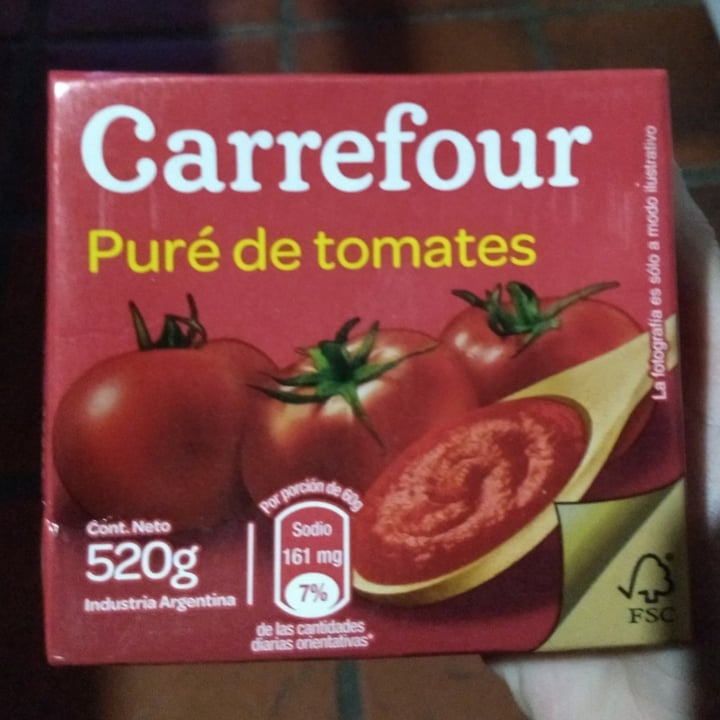 Carrefour
Puré de tomates
La fotografía es sólo a modo ilustrativo
Cont. Neto
520g
Industria Argentina
Por porción de 60g
Sodio
161 mg
7%
de las cantidades
diarias orientativas*
FSC®